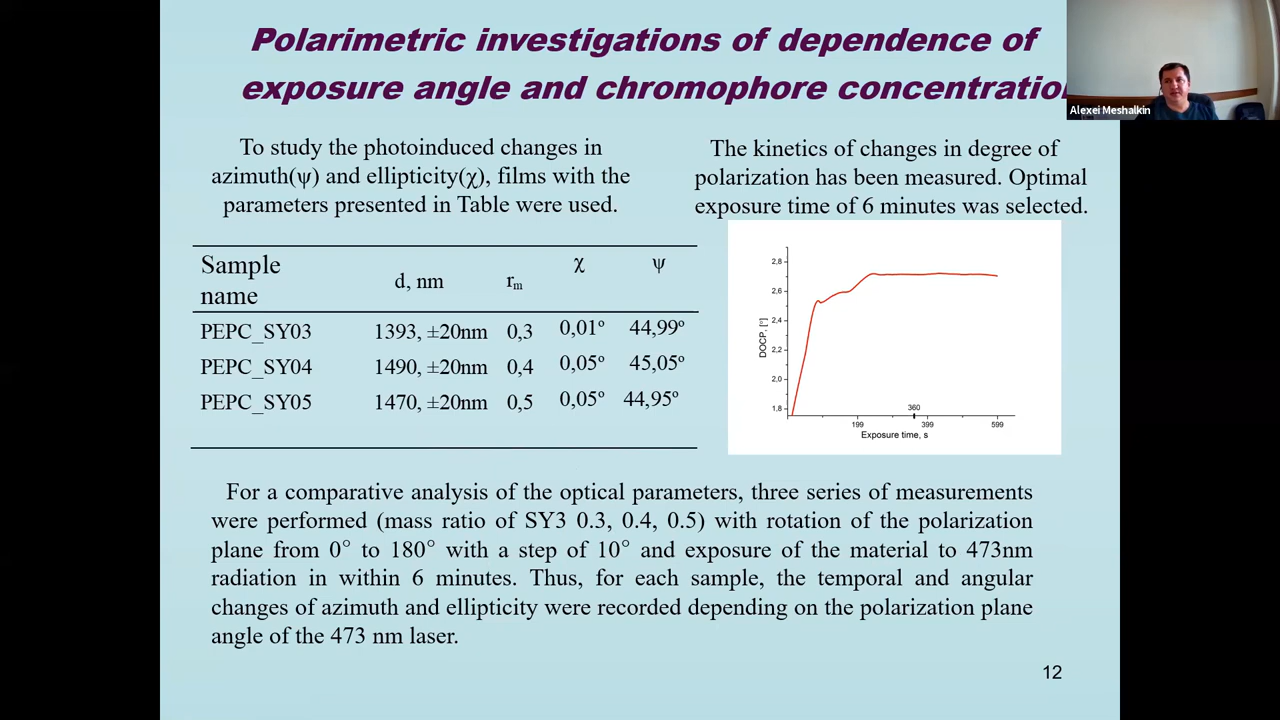 Polarimetric investigations of dependence of
exposure angle and chromophore concentration
Alexei Meshalkin
To study the photoinduced changes in
azimuth(ψ) and ellipticity(χ), films with the
parameters presented in Table were used.
The kinetics of changes in degree of
polarization has been measured. Optimal
exposure time of 6 minutes was selected.
Sample name d, nm rm χ ψ
PEPC_SY03 1393, ±20nm 0,3 0,01º 44,99º
PEPC_SY04 1490, ±20nm 0,4 0,05º 45,05º
PEPC_SY05 1470, ±20nm 0,5 0,05º 44,95º
2,8
2,6
2,4
2,2
2,0
1,8
DOCP, [°]
360
199 399 599
Exposure time, s
For a comparative analysis of the optical parameters, three series of measurements
were performed (mass ratio of SY3 0.3, 0.4, 0.5) with rotation of the polarization
plane from 0° to 180° with a step of 10° and exposure of the material to 473nm
radiation in within 6 minutes. Thus, for each sample, the temporal and angular
changes of azimuth and ellipticity were recorded depending on the polarization plane
angle of the 473 nm laser.
12